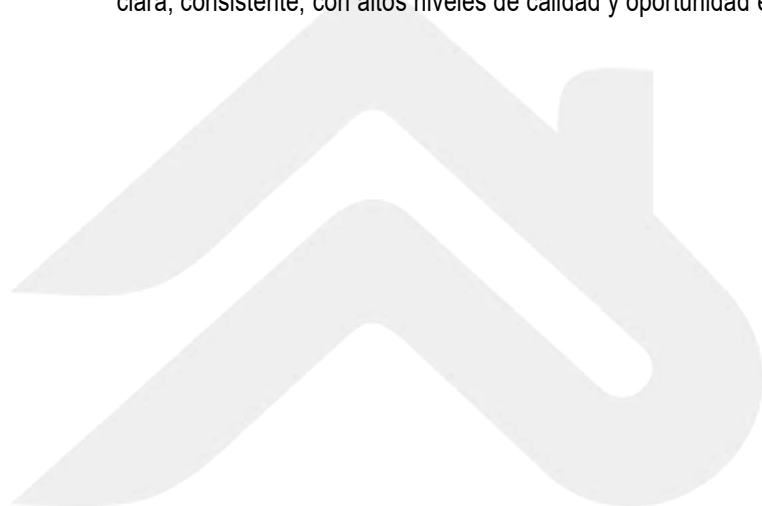 clara, consistente, con altos niveles de calidad y oportunidad